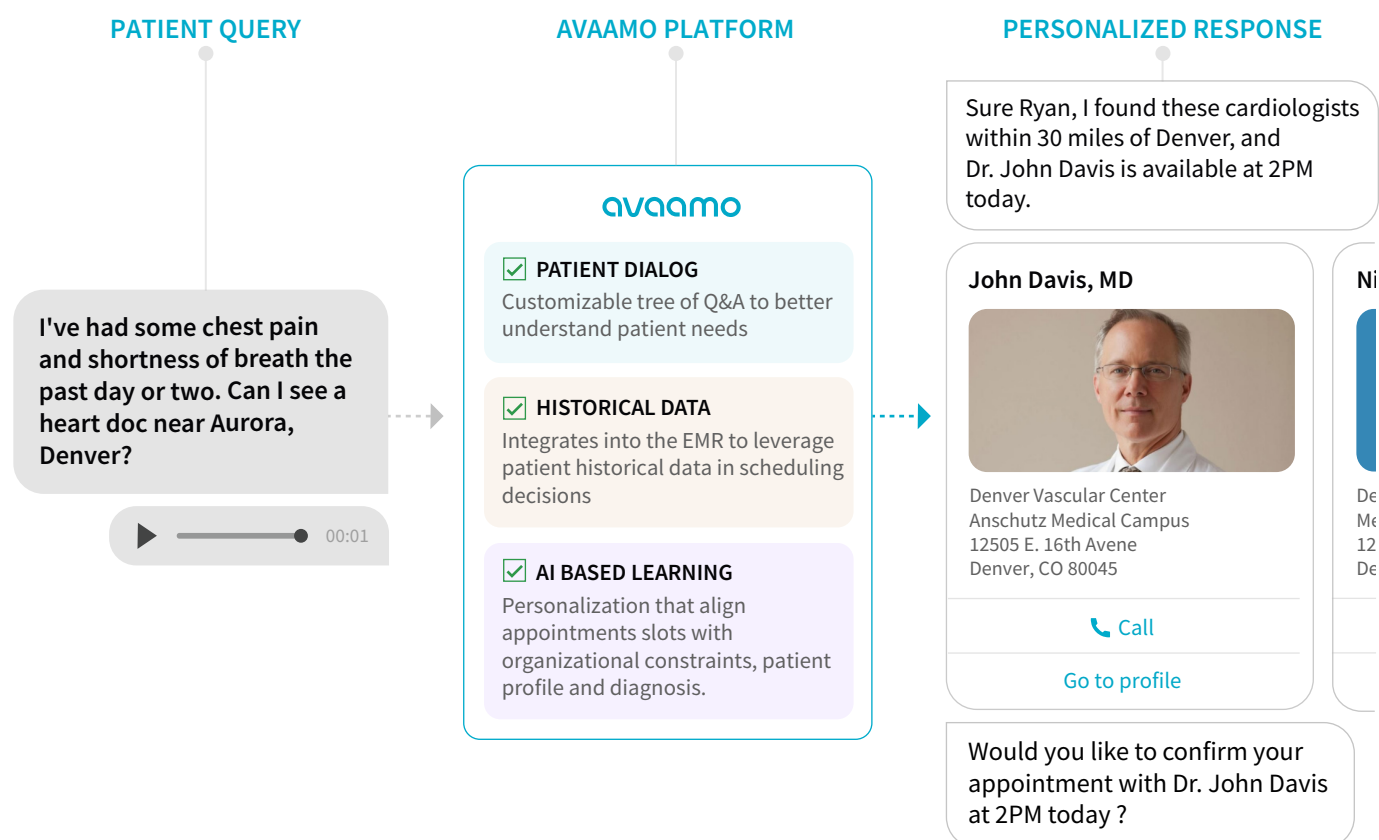 PATIENT QUERY
I've had some chest pain
and shortness of breath the
past day or two. Can I see a
heart doc near Aurora,
Denver?
00:01
AVAAMO PLATFORM
avaamo
PATIENT DIALOG
Customizable tree of Q&A to better
understand patient needs
HISTORICAL DATA
Integrates into the EMR to leverage
patient historical data in scheduling
decisions
AI BASED LEARNING
Personalization that align
appointments slots with
organizational constraints, patient
profile and diagnosis.
PERSONALIZED RESPONSE
Sure Ryan, I found these cardiologists
within 30 miles of Denver, and
Dr. John Davis is available at 2PM
today.
John Davis, MD
Denver Vascular Center
Anschutz Medical Campus
12505 E. 16th Avene
Denver, CO 80045
Call
Go to profile
Would you like to confirm your
appointment with Dr. John Davis
at 2PM today ?